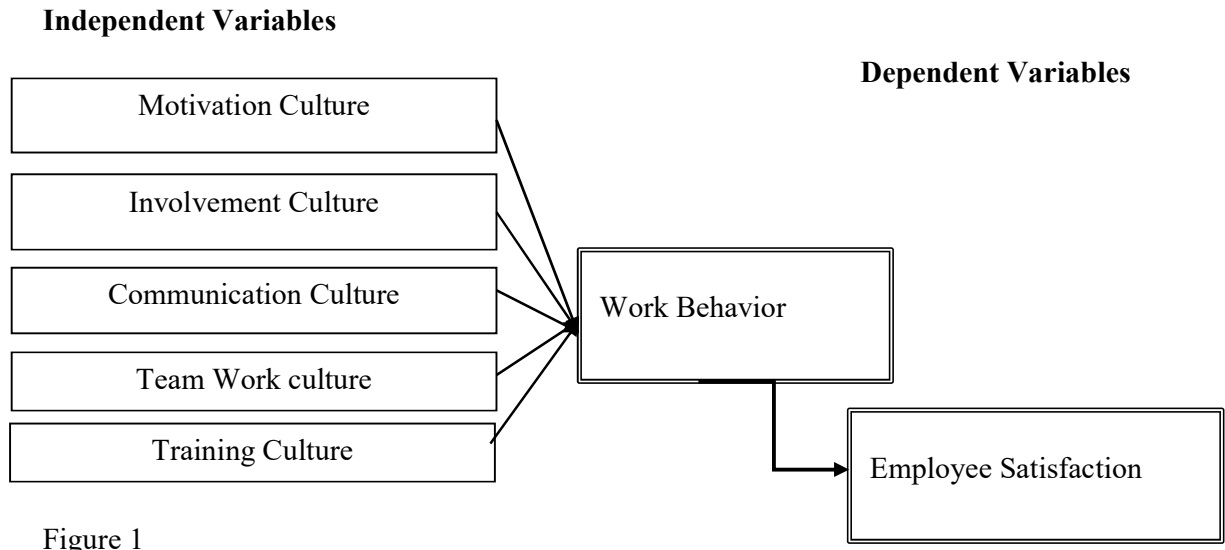 Independent Variables
Dependent Variables
Motivation Culture
Involvement Culture
Communication Culture
Team Work culture
Training Culture
Work Behavior
Employee Satisfaction
Figure 1